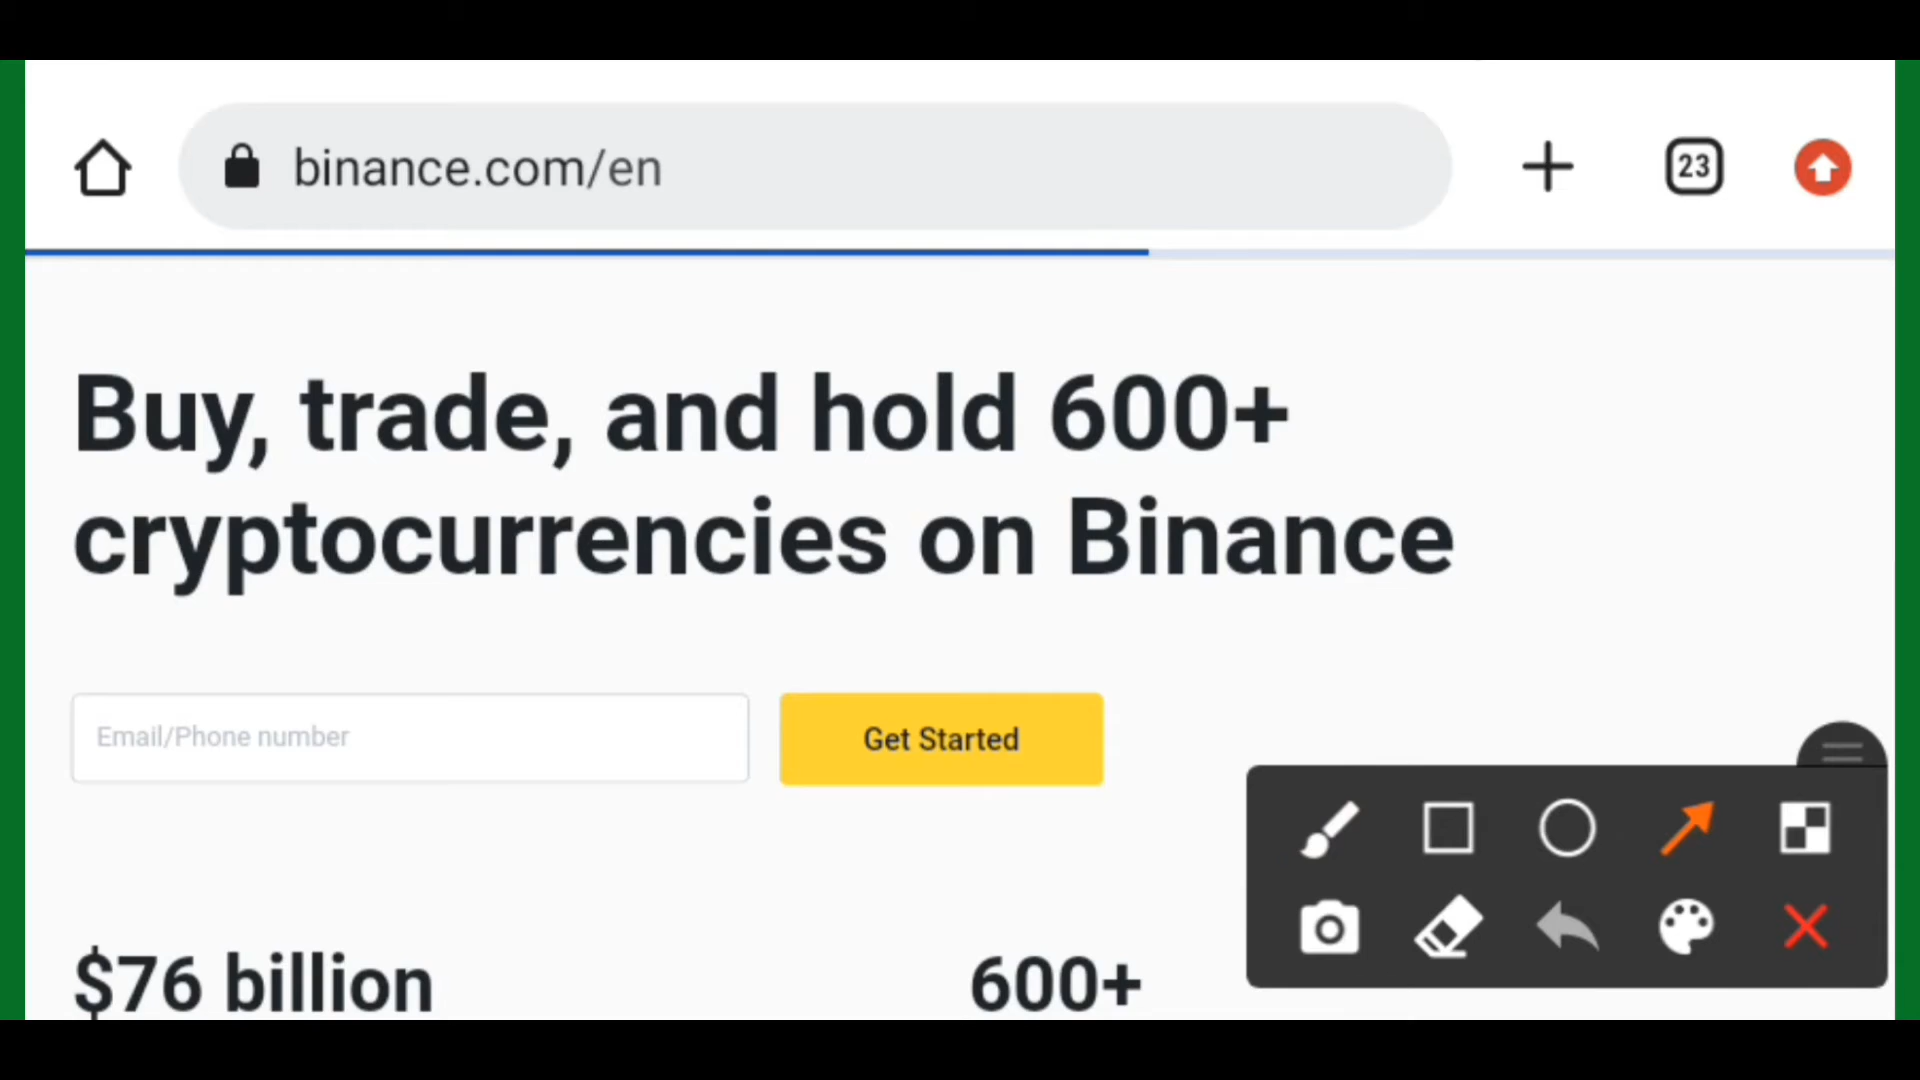 binance.com/en
23
Buy, trade, and hold 600+
cryptocurrencies on Binance
Email/Phone number
Get Started
$76 billion
600+